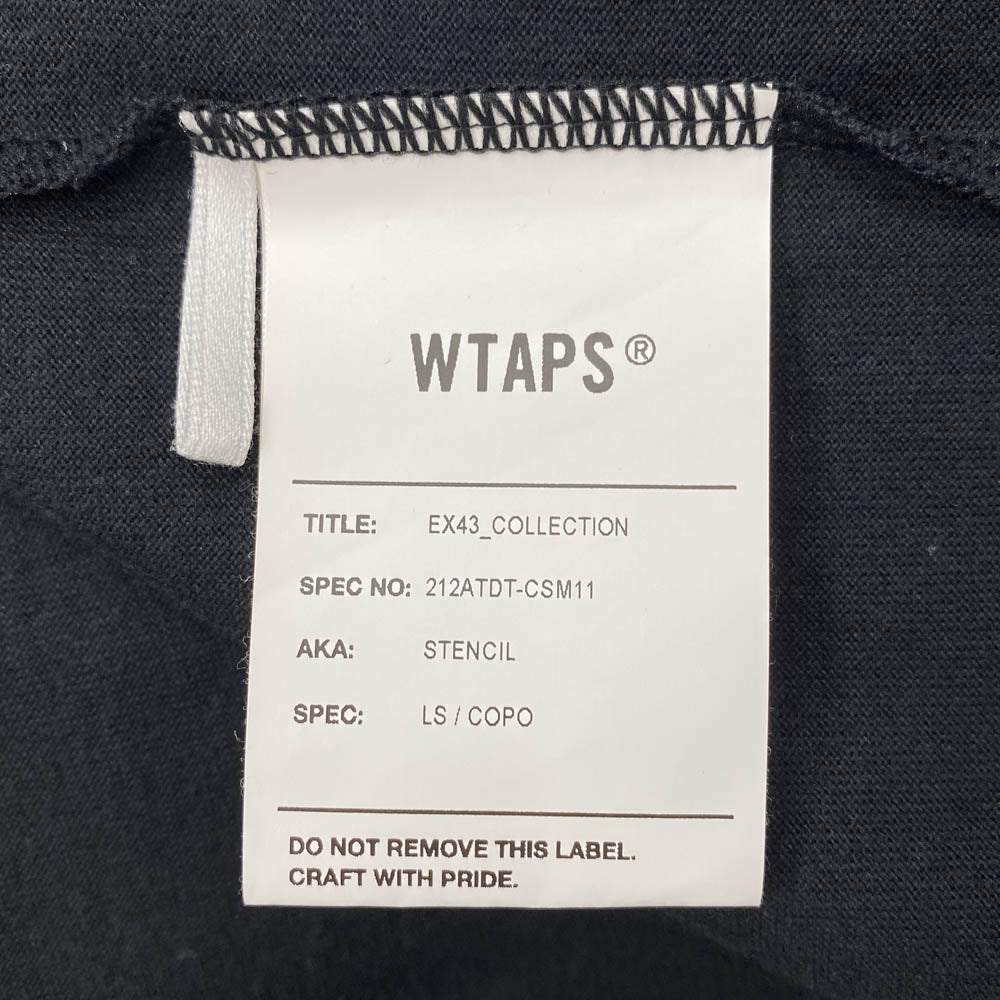 WTAPS®
TITLE: EX43_COLLECTION
SPEC NO: 212ATDT-CSM11
AKA: STENCIL
SPEC: LS / COPO
DO NOT REMOVE THIS LABEL.
CRAFT WITH PRIDE.